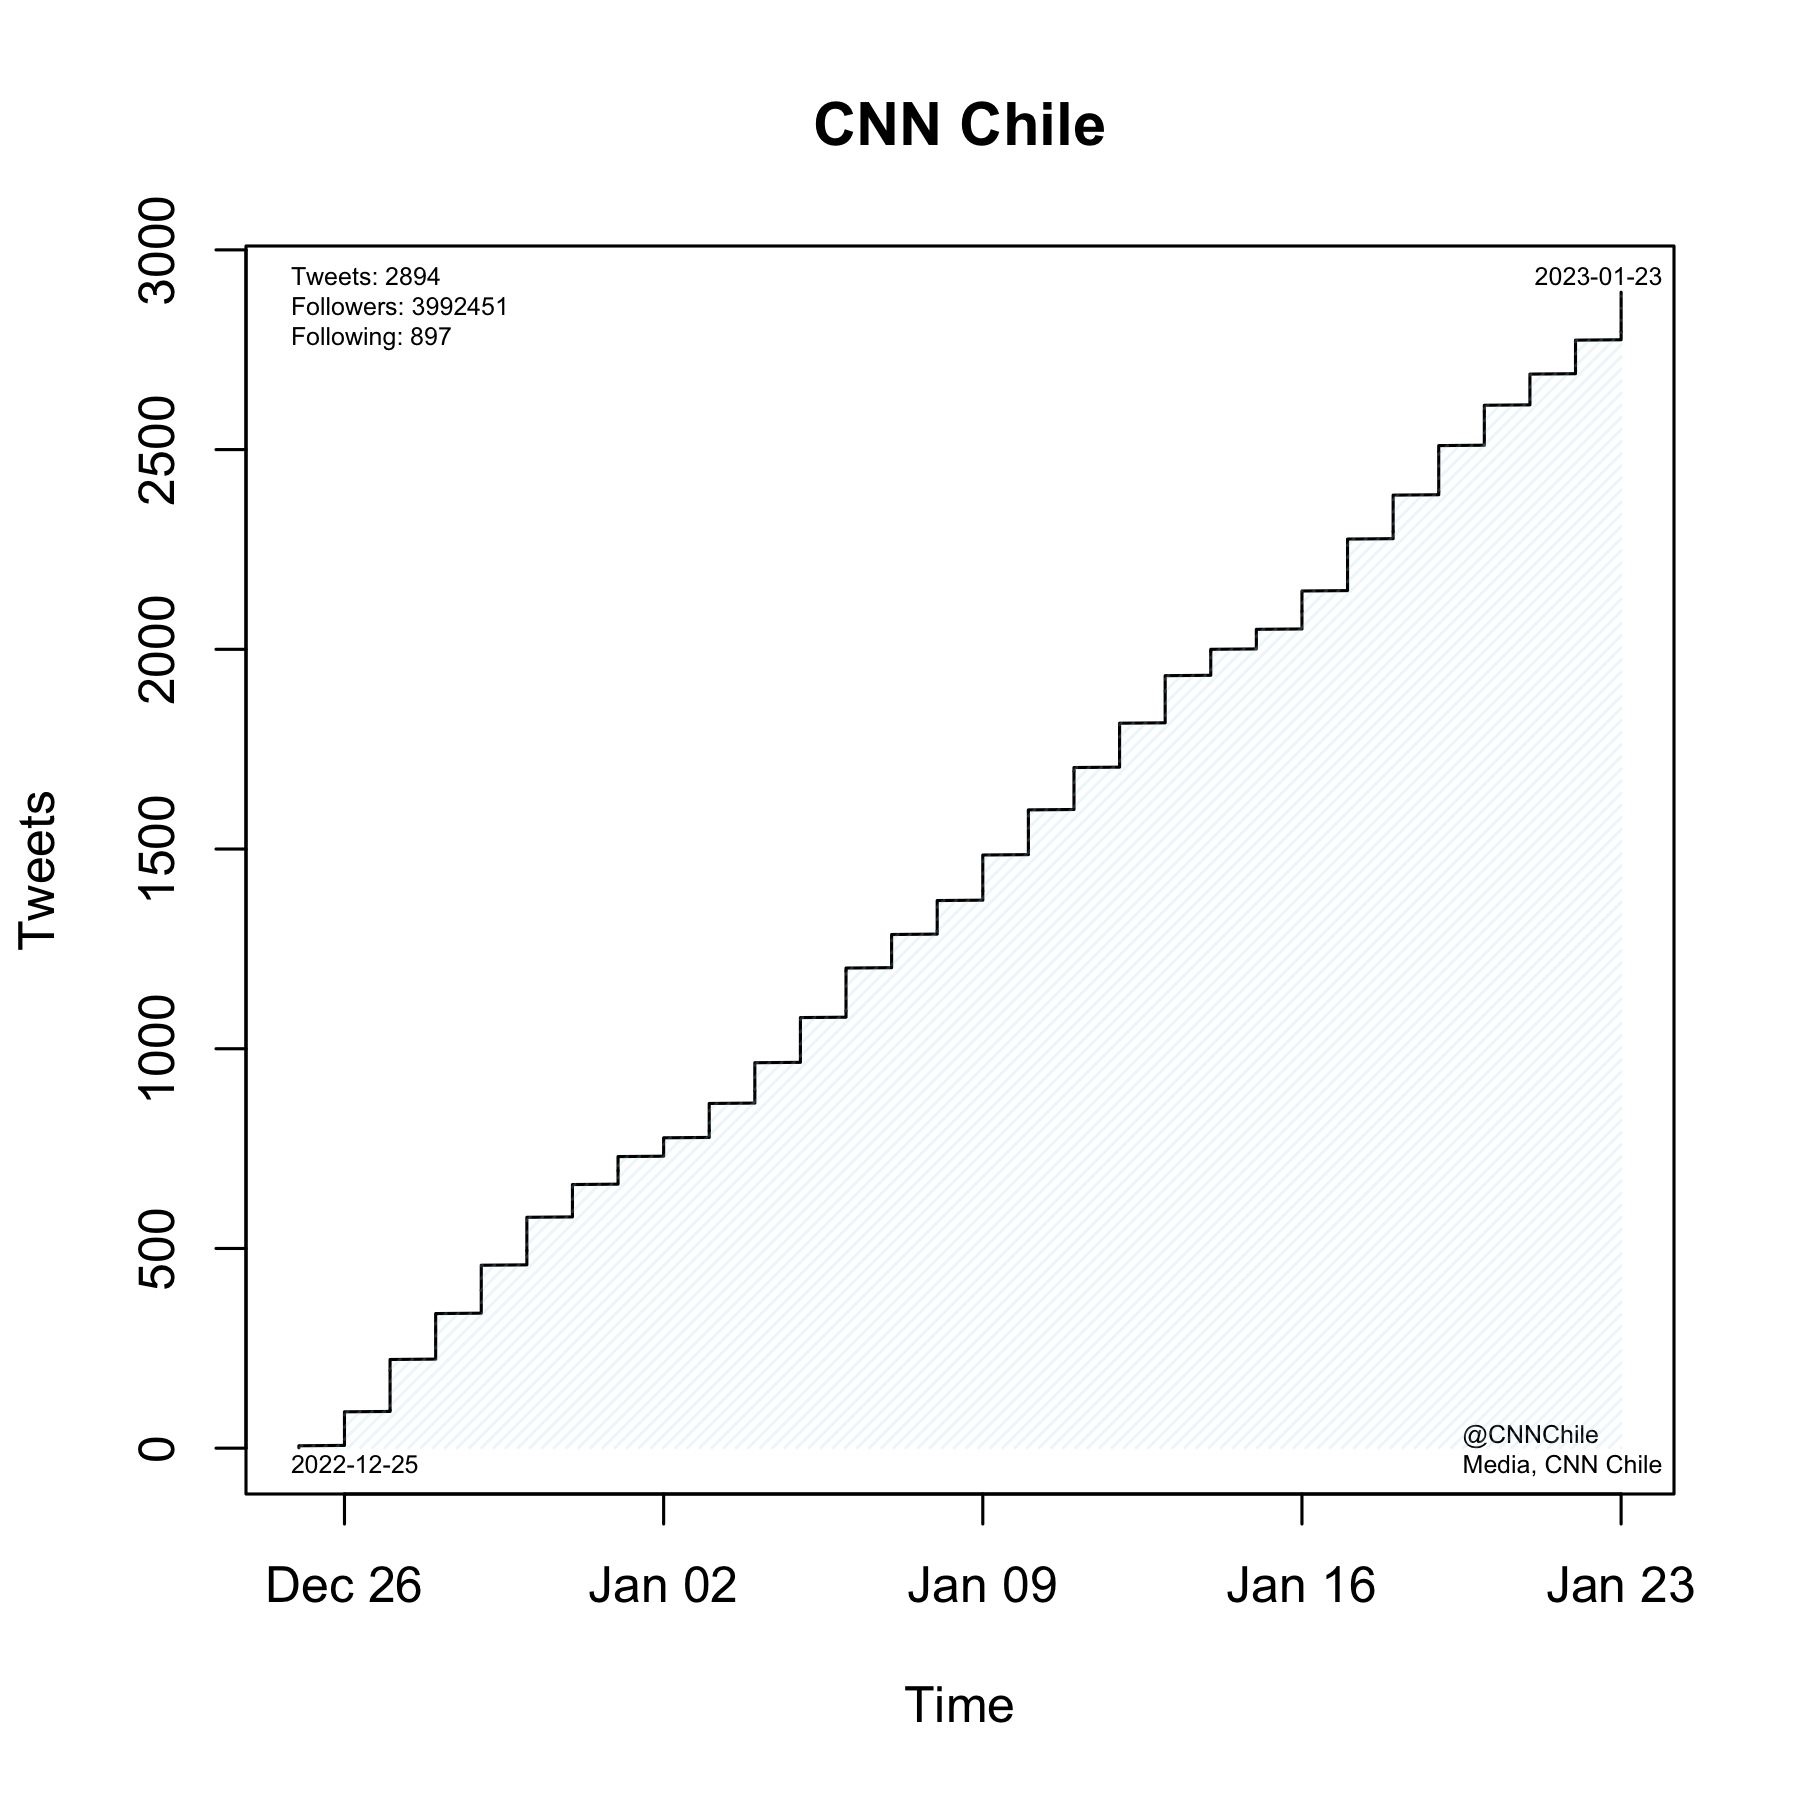 CNN Chile
Tweets: 2894
Followers: 3992451
Following: 897
2023-01-23
3000
2500
2000
1500
1000
500
0
Tweets
2022-12-25
@CNNChile
Media, CNN Chile
Dec 26
Jan 02
Jan 09
Jan 16
Jan 23
Time